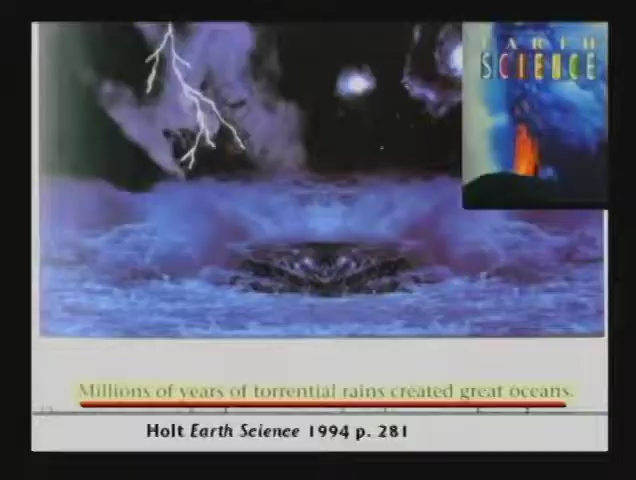 EARTH
SCIENCE
Millions of years of torrential rains created great oceans.
Holt Earth Science 1994 p. 281